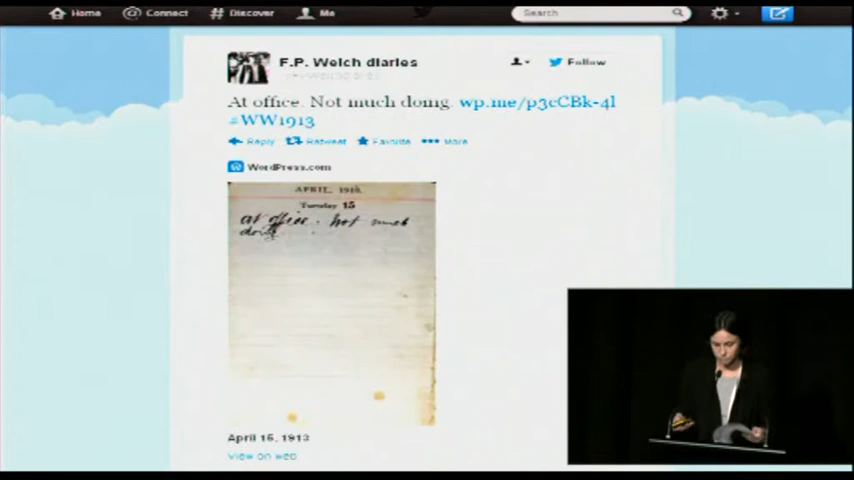 Home Connect Discover Me Search
F.P. Welch diaries
Follow
At office. Not much doing. wp.me/p3cCBk-4l
#WW1913
Reply Retweet Favorite More
WordPress.com
APRIL, 1913.
Tuesday 15
At office. Not much
doing.
April 15, 1913
View on web